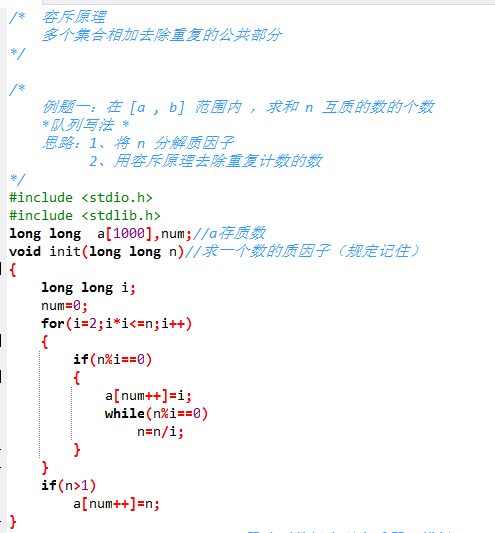 /*  容斥原理
    多个集合相加去除重复的公共部分
*/
/*
    例题一：在 [a , b] 范围内 ，求和 n 互质的数的个数
    *队列写法 *
    思路：1、将 n 分解质因子
          2、用容斥原理去除重复计数的数
*/
#include <stdio.h>
#include <stdlib.h>
long long  a[1000],num;//a存质数
void init(long long n)//求一个数的质因子（规定记住）
{
    long long i;
    num=0;
    for(i=2;i*i<=n;i++)
    {
        if(n%i==0)
        {
            a[num++]=i;
            while(n%i==0)
                n=n/i;
        }
    }
    if(n>1)
        a[num++]=n;
}